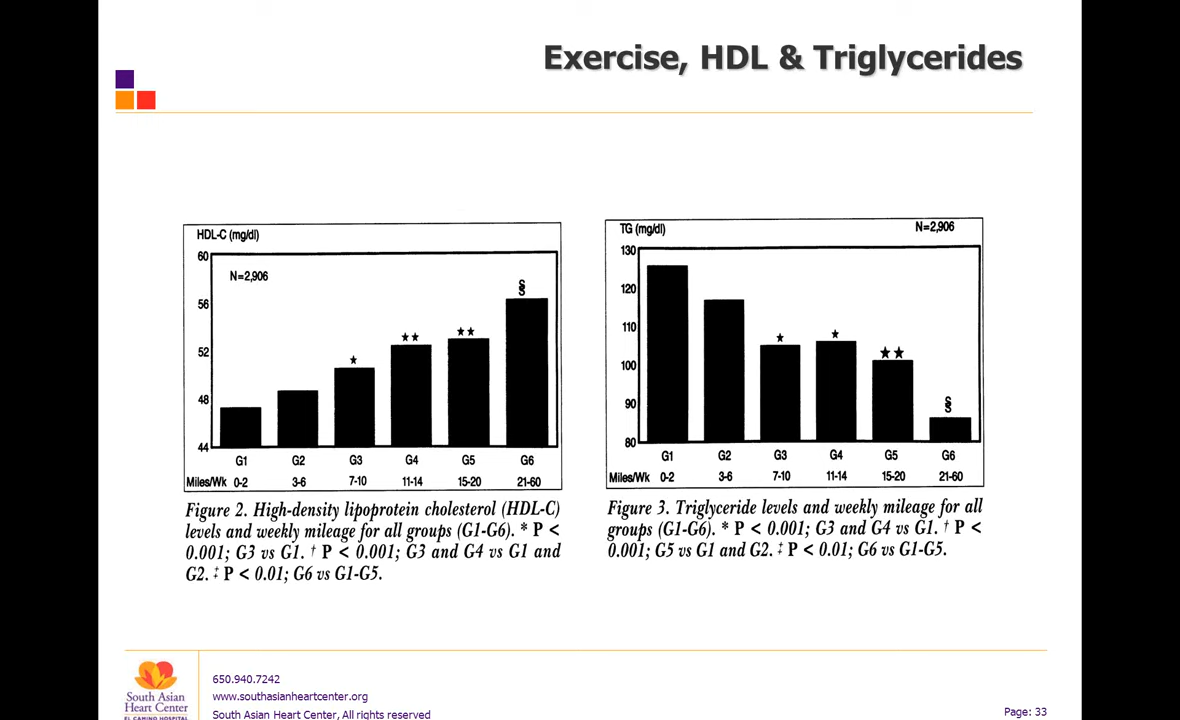 Exercise, HDL & Triglycerides
HDL-C (mg/dl)
N=2,906
60
56
52
48
44
★
★★
★★
§
G1 G2 G3 G4 G5 G6
Miles/Wk 0-2 3-6 7-10 11-14 15-20 21-60
Figure 2. High-density lipoprotein cholesterol (HDL-C)
levels and weekly mileage for all groups (G1-G6). * P <
0.001; G3 vs G1. † P < 0.001; G3 and G4 vs G1 and
G2. ‡ P < 0.01; G6 vs G1-G5.
TG (mg/dl)
N=2,906
130
120
110
100
90
80
★
★
★★
§
G1 G2 G3 G4 G5 G6
Miles/Wk 0-2 3-6 7-10 11-14 15-20 21-60
Figure 3. Triglyceride levels and weekly mileage for all
groups (G1-G6). * P < 0.001; G3 and G4 vs G1. † P <
0.001; G5 vs G1 and G2. ‡ P < 0.01; G6 vs G1-G5.
South Asian
Heart Center
EL CAMINO HOSPITAL
650.940.7242
www.southasianheartcenter.org
South Asian Heart Center, All rights reserved
Page: 33